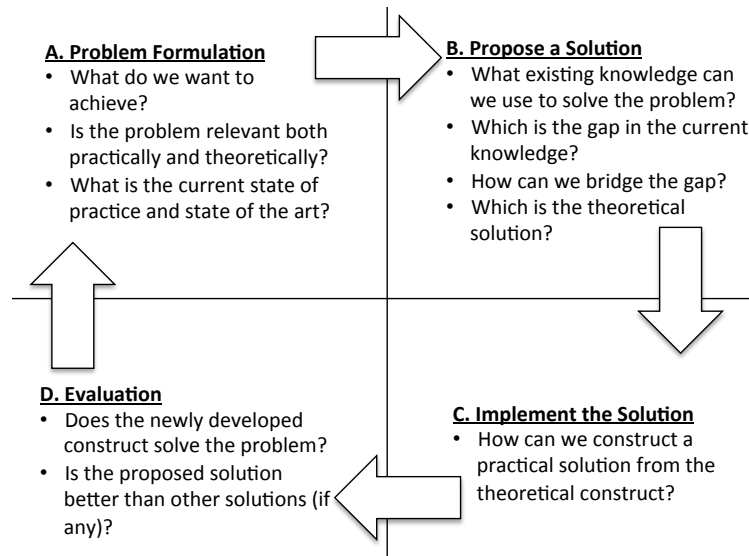 A. Problem Formulation
• What do we want to
achieve?
• Is the problem relevant both
practically and theoretically?
• What is the current state of
practice and state of the art?
B. Propose a Solution
• What existing knowledge can
we use to solve the problem?
• Which is the gap in the current
knowledge?
• How can we bridge the gap?
• Which is the theoretical
solution?
C. Implement the Solution
• How can we construct a
practical solution from the
theoretical construct?
D. Evaluation
• Does the newly developed
construct solve the problem?
• Is the proposed solution
better than other solutions (if
any)?